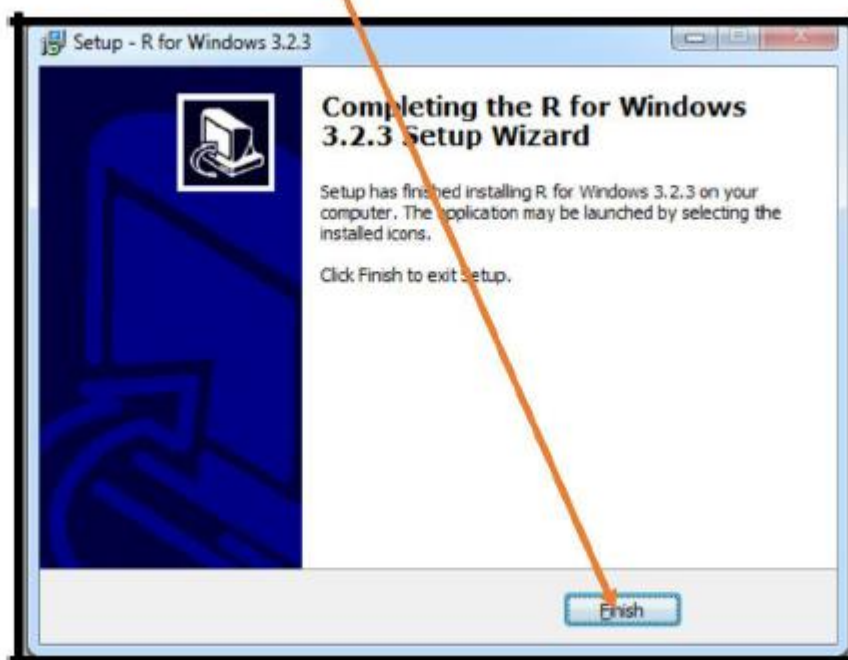 Setup - R for Windows 3.2.3
Completing the R for Windows
3.2.3 Setup Wizard
Setup has finished installing R for Windows 3.2.3 on your
computer. The application may be launched by selecting the
installed icons.
Click Finish to exit Setup.
Finish